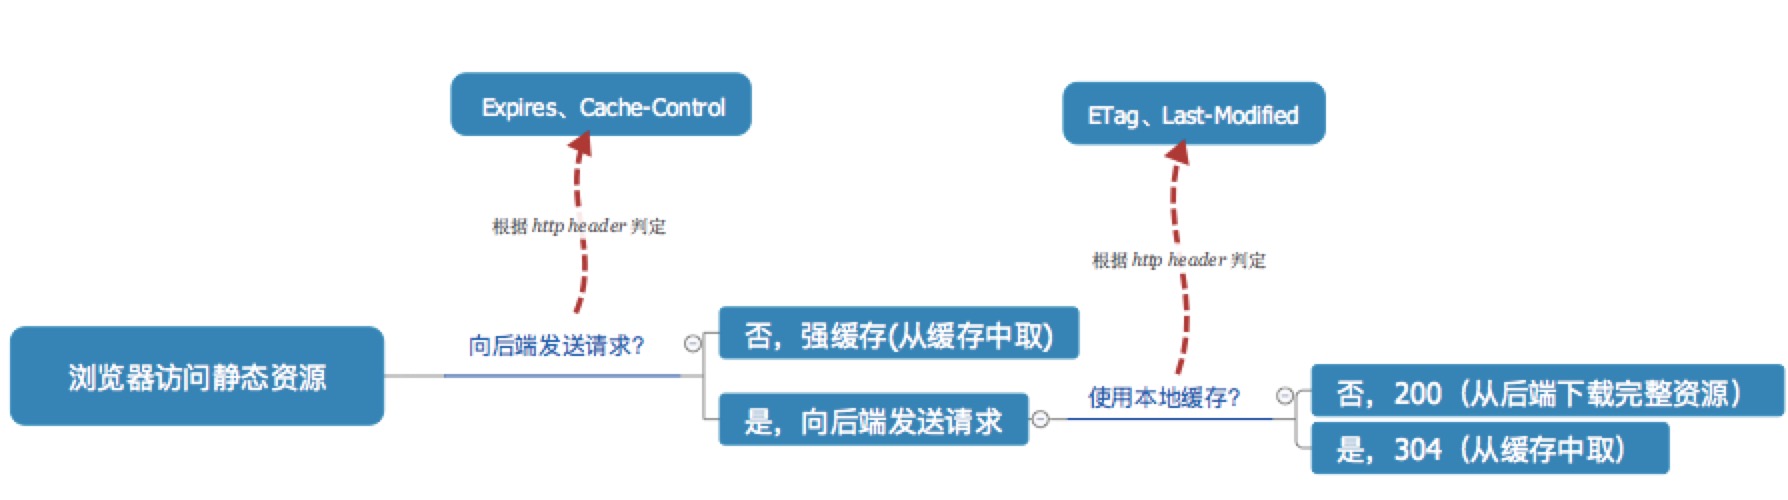 Expires、Cache-Control
ETag、Last-Modified
根据 http header 判定
根据 http header 判定
浏览器访问静态资源
向后端发送请求?
否，强缓存(从缓存中取)
是，向后端发送请求
使用本地缓存?
否，200（从后端下载完整资源）
是，304（从缓存中取）